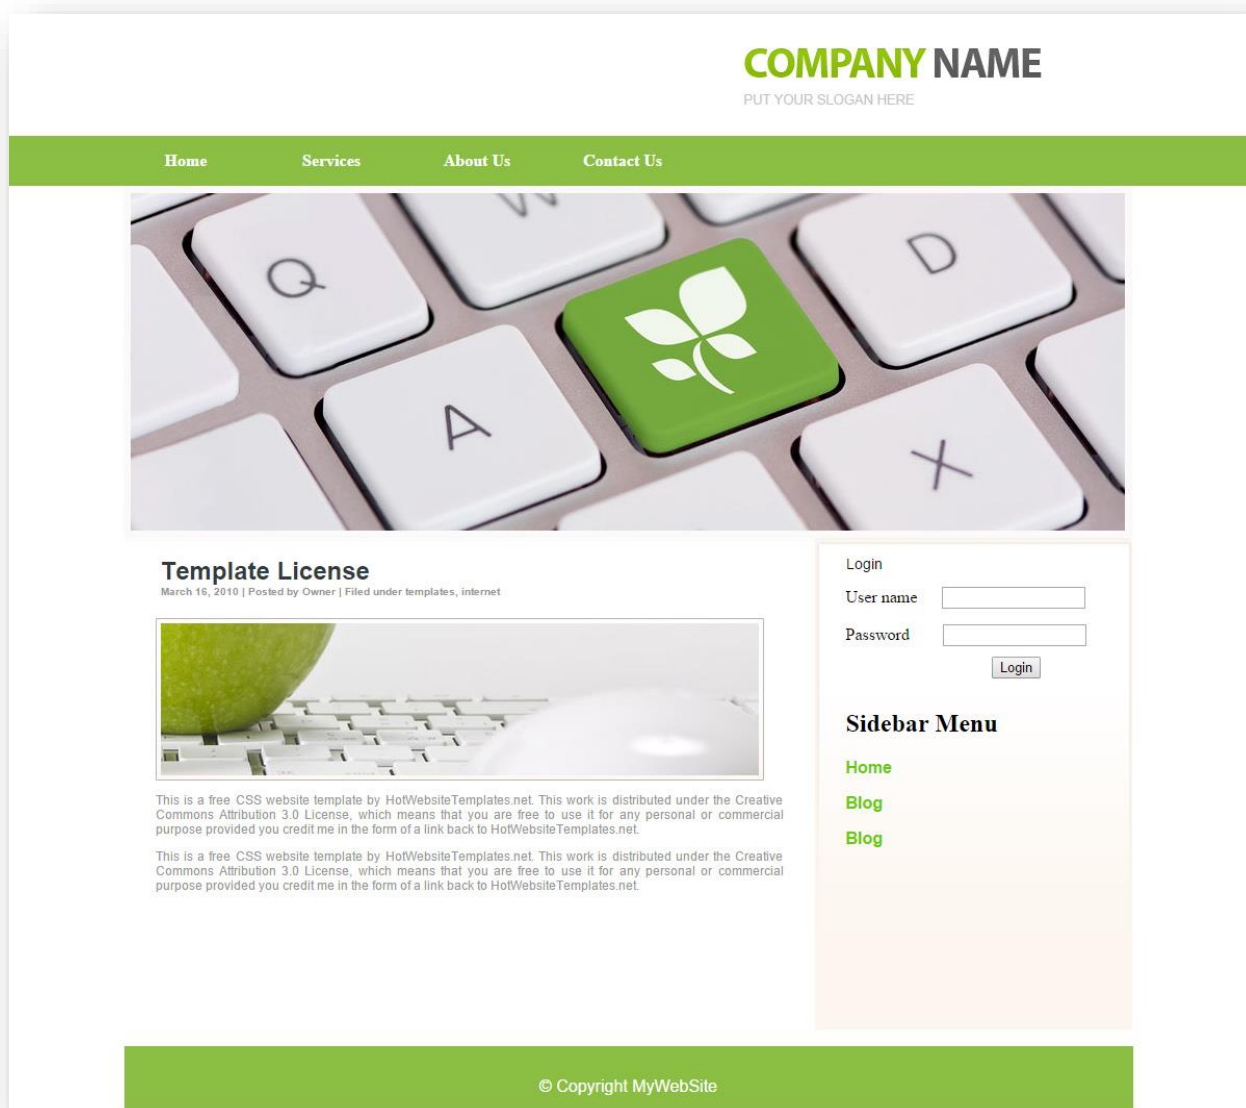 COMPANY NAME
PUT YOUR SLOGAN HERE
Home Services About Us Contact Us
W
Q
D
A
X
Template License
March 16, 2010 | Posted by Owner | Filed under templates, internet
This is a free CSS website template by HotWebsiteTemplates.net. This work is distributed under the Creative
Commons Attribution 3.0 License, which means that you are free to use it for any personal or commercial
purpose provided you credit me in the form of a link back to HotWebsiteTemplates.net.
This is a free CSS website template by HotWebsiteTemplates.net. This work is distributed under the Creative
Commons Attribution 3.0 License, which means that you are free to use it for any personal or commercial
purpose provided you credit me in the form of a link back to HotWebsiteTemplates.net.
Login
User name
Password
Login
Sidebar Menu
Home
Blog
Blog
© Copyright MyWebSite